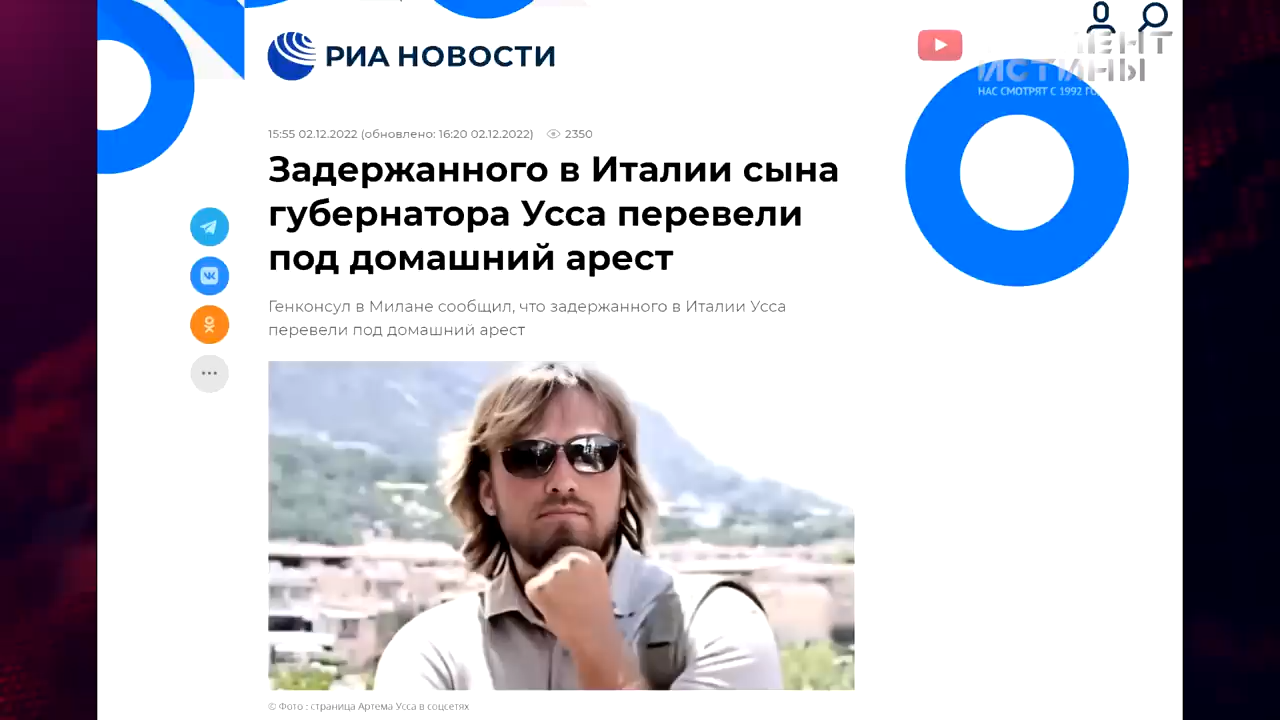 РИА НОВОСТИ
ИСТИНЫ
НАС СМОТРЯТ С 1992
15:55 02.12.2022 (обновлено: 16:20 02.12.2022) 2350
Задержанного в Италии сына
губернатора Усса перевели
под домашний арест
Генконсул в Милане сообщил, что задержанного в Италии Усса
перевели под домашний арест
© Фото : страница Артема Усса в соцсетях